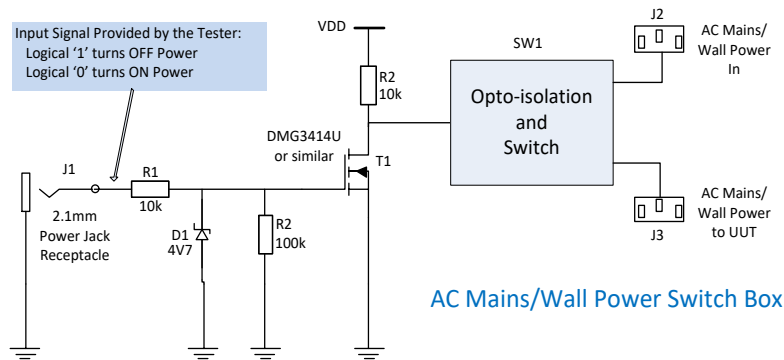 Input Signal Provided by the Tester:
Logical ‘1’ turns OFF Power
Logical ‘0’ turns ON Power
VDD
R2
10k
DMG3414U
or similar
T1
J1
R1
10k
2.1mm
Power Jack
Receptacle
D1
4V7
R2
100k
SW1
Opto-isolation
and
Switch
J2
AC Mains/
Wall Power
In
AC Mains/
Wall Power
to UUT
J3
AC Mains/Wall Power Switch Box